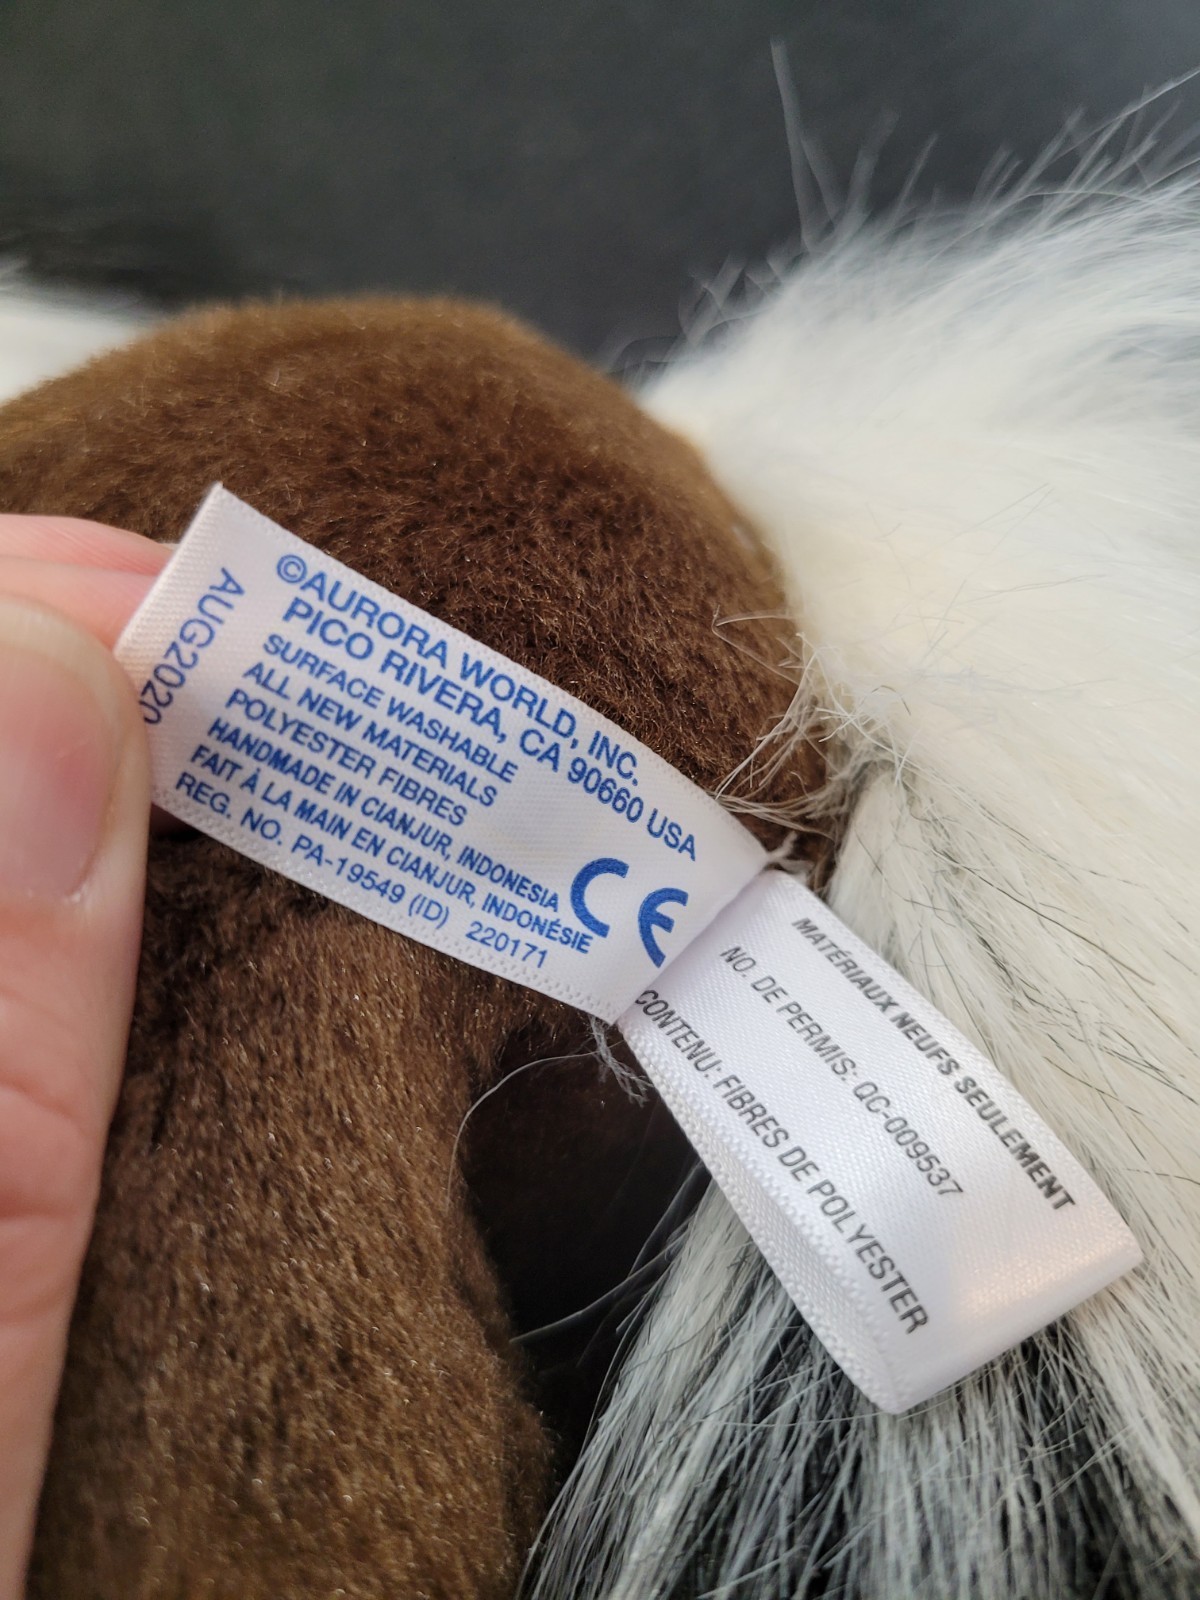 ©AURORA WORLD, INC.
PICO RIVERA, CA 90660 USA
SURFACE WASHABLE
ALL NEW MATERIALS
POLYESTER FIBRES
HANDMADE IN CIANJUR, INDONESIA
FAIT À LA MAIN EN CIANJUR, INDONÉSIE
REG. NO. PA-19549 (ID) 220171
CE
AUG2020
MATÉRIAUX NEUFS SEULEMENT
NO. DE PERMIS: QC-009537
CONTENU: FIBRES DE POLYESTER